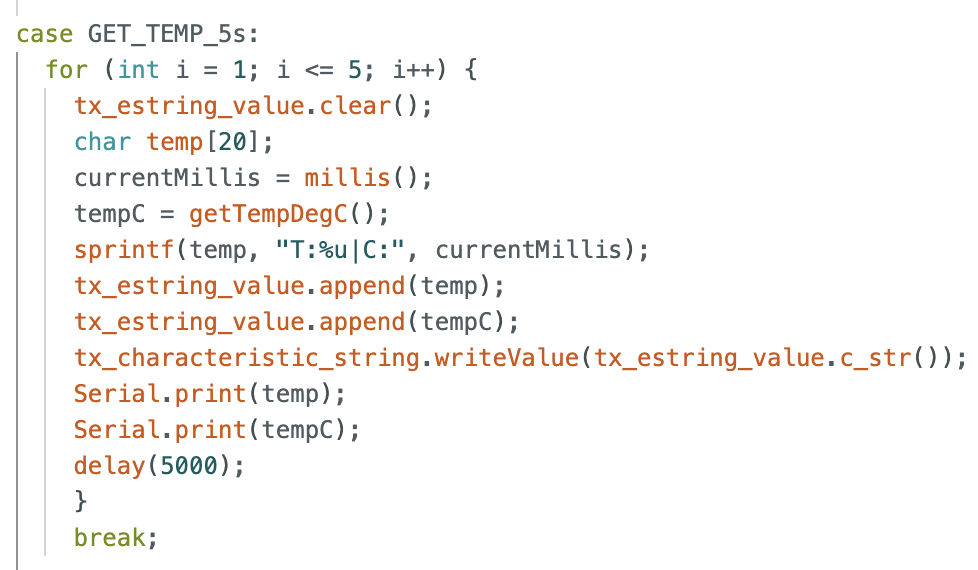 case GET_TEMP_5s:
for (int i = 1; i <= 5; i++) {
tx_estring_value.clear();
char temp[20];
currentMillis = millis();
tempC = getTempDegC();
sprintf(temp, "T:%u|C:", currentMillis);
tx_estring_value.append(temp);
tx_estring_value.append(tempC);
tx_characteristic_string.writeValue(tx_estring_value.c_str());
Serial.print(temp);
Serial.print(tempC);
delay(5000);
}
break;